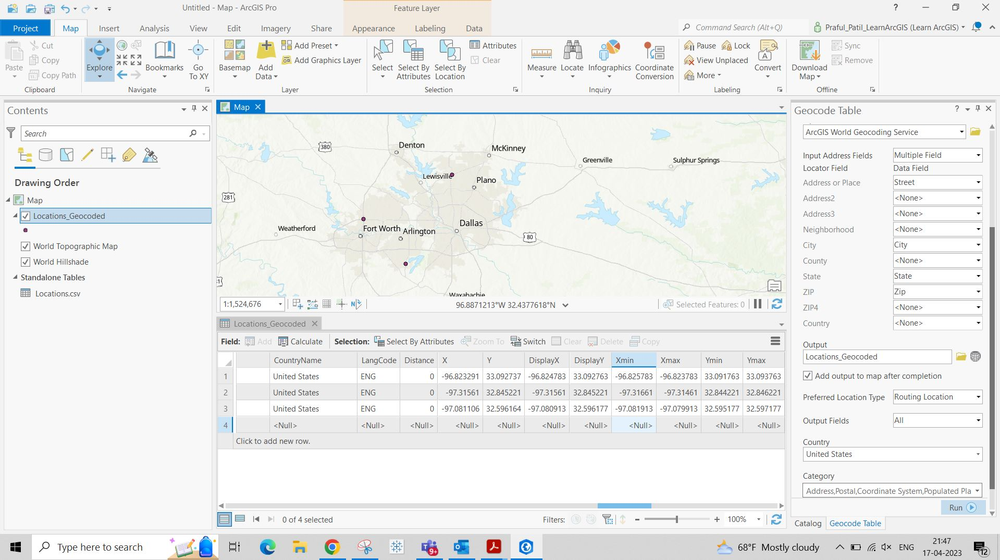 Untitled - Map - ArcGIS Pro
Feature Layer
?
Project
Map
Insert
Analysis
View
Edit
Imagery
Share
Appearance
Labeling
Data
Command Search (Alt+Q)
Praful_Patil_LearnArcGIS (Learn ArcGIS)
Paste
Cut
Copy
Copy Path
Clipboard
Explore
Bookmarks
Go To XY
Navigate
Basemap
Add Data
Add Preset
Add Graphics Layer
Layer
Select
Select By Attributes
Select By Location
Attributes
Clear
Selection
Measure
Locate
Infographics
Coordinate Conversion
Inquiry
Pause
Lock
View Unplaced
More
Convert
Labeling
Download Map
Sync
Remove
Offline
Contents
Search
Drawing Order
Map
Locations_Geocoded
World Topographic Map
World Hillshade
Standalone Tables
Locations.csv
Map
380
Denton
McKinney
Greenville
Sulphur Springs
Lewisville
Plano
281
Weatherford
Fort Worth
Arlington
Dallas
80
Waxahachie
1:1,524,676
96.8871213°W 32.4377618°N
Selected Features: 0
Locations_Geocoded
Field:
Add
Calculate
Selection:
Select By Attributes
Zoom To
Switch
Clear
Delete
Copy
CountryName LangCode Distance X Y DisplayX DisplayY Xmin Xmax Ymin Ymax
1 United States ENG 0 -96.823291 33.092737 -96.824783 33.092763 -96.825783 -96.823783 33.091763 33.093763
2 United States ENG 0 -97.31561 32.845221 -97.31561 32.845221 -97.31661 -97.31461 32.844221 32.846221
3 United States ENG 0 -97.081106 32.596164 -97.080913 32.596177 -97.081913 -97.079913 32.595177 32.597177
4 <Null> <Null> <Null> <Null> <Null> <Null> <Null> <Null> <Null> <Null> <Null>
Click to add new row.
0 of 4 selected
Filters:
100%
Geocode Table
?
ArcGIS World Geocoding Service
Input Address Fields Multiple Field
Locator Field Data Field
Address or Place Street
Address2 <None>
Address3 <None>
Neighborhood <None>
City City
County <None>
State State
ZIP Zip
ZIP4 <None>
Country <None>
Output
Locations_Geocoded
Add output to map after completion
Preferred Location Type Routing Location
Output Fields All
Country
United States
Category
Address,Postal,Coordinate System,Populated Pla
Run
Catalog
Geocode Table
Type here to search
9+
68°F Mostly cloudy
ENG
21:47
17-04-2023
12